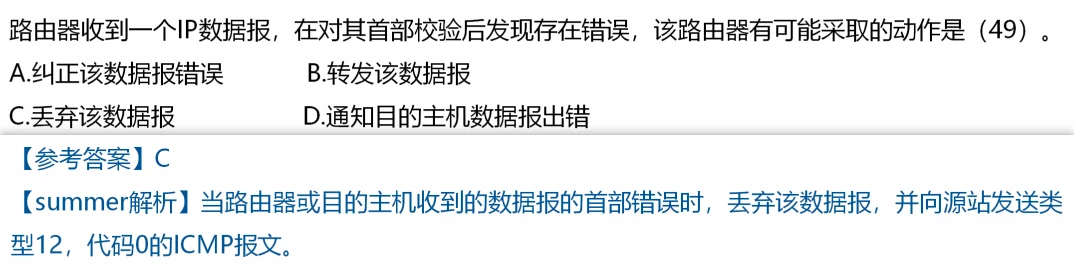 路由器收到一个IP数据报，在对其首部校验后发现存在错误，该路由器有可能采取的动作是（49）。
A.纠正该数据报错误 B.转发该数据报
C.丢弃该数据报 D.通知目的主机数据报出错
【参考答案】C
【summer解析】当路由器或目的主机收到的数据报的首部错误时，丢弃该数据报，并向源站发送类
型12，代码0的ICMP报文。